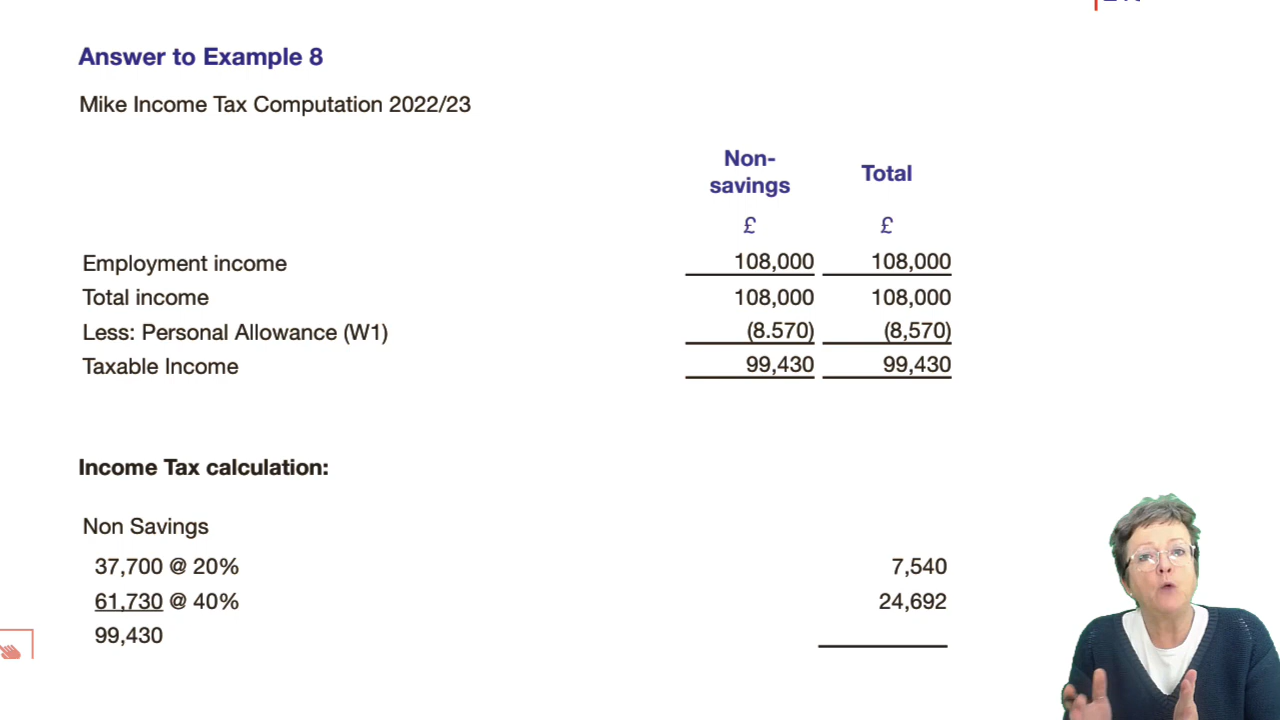 Answer to Example 8
Mike Income Tax Computation 2022/23
Non-
savings
Total
£ £
Employment income 108,000 108,000
Total income 108,000 108,000
Less: Personal Allowance (W1) (8.570) (8,570)
Taxable Income 99,430 99,430
Income Tax calculation:
Non Savings
37,700 @ 20% 7,540
61,730 @ 40% 24,692
99,430